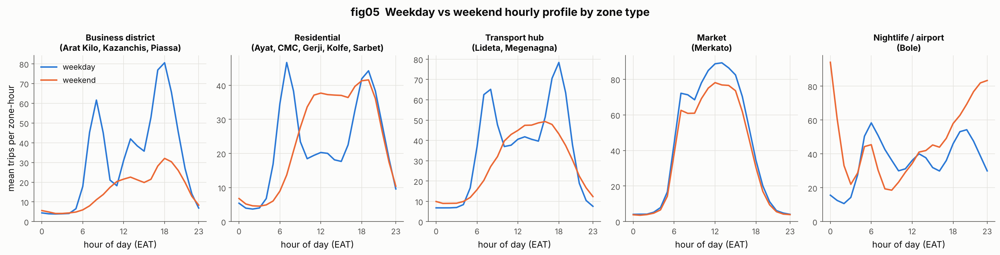 fig05  Weekday vs weekend hourly profile by zone type
Business district
(Arat Kilo, Kazanchis, Piassa)
mean trips per zone-hour
80
70
60
50
40
30
20
10
0
weekday
weekend
0 6 12 18 23
hour of day (EAT)
Residential
(Ayat, CMC, Gerji, Kolfe, Sarbet)
40
30
20
10
0
0 6 12 18 23
hour of day (EAT)
Transport hub
(Lideta, Megenagna)
80
70
60
50
40
30
20
10
0
0 6 12 18 23
hour of day (EAT)
Market
(Merkato)
80
60
40
20
0
0 6 12 18 23
hour of day (EAT)
Nightlife / airport
(Bole)
80
60
40
20
0
0 6 12 18 23
hour of day (EAT)